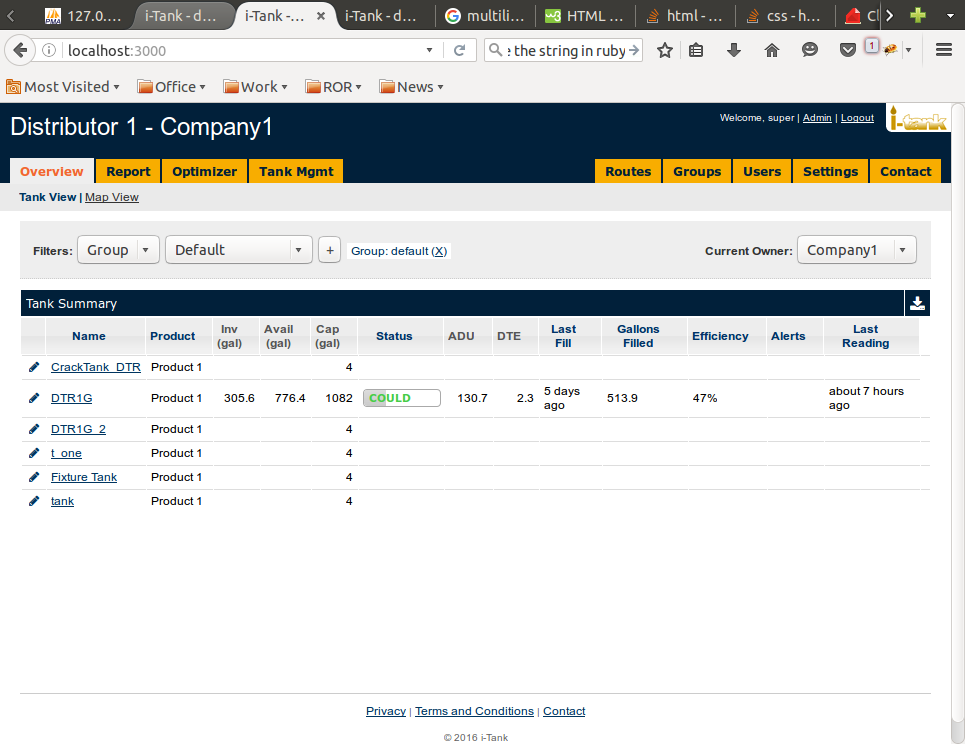 127.0.... i-Tank - d... i-Tank -... × i-Tank - d... multili... HTML ... html - ... css - h... Cl
localhost:3000 e the string in ruby 1
Most Visited Office Work ROR News
Distributor 1 - Company1
Welcome, super | Admin | Logout
i-tank
Overview Report Optimizer Tank Mgmt Routes Groups Users Settings Contact
Tank View | Map View
Filters: Group Default + Group: default (X) Current Owner: Company1
Tank Summary
Name Product Inv (gal) Avail (gal) Cap (gal) Status ADU DTE Last Fill Gallons Filled Efficiency Alerts Last Reading
CrackTank_DTR Product 1 4
DTR1G Product 1 305.6 776.4 1082 COULD 130.7 2.3 5 days ago 513.9 47% about 7 hours ago
DTR1G_2 Product 1 4
t_one Product 1 4
Fixture Tank Product 1 4
tank Product 1 4
Privacy | Terms and Conditions | Contact
© 2016 i-Tank